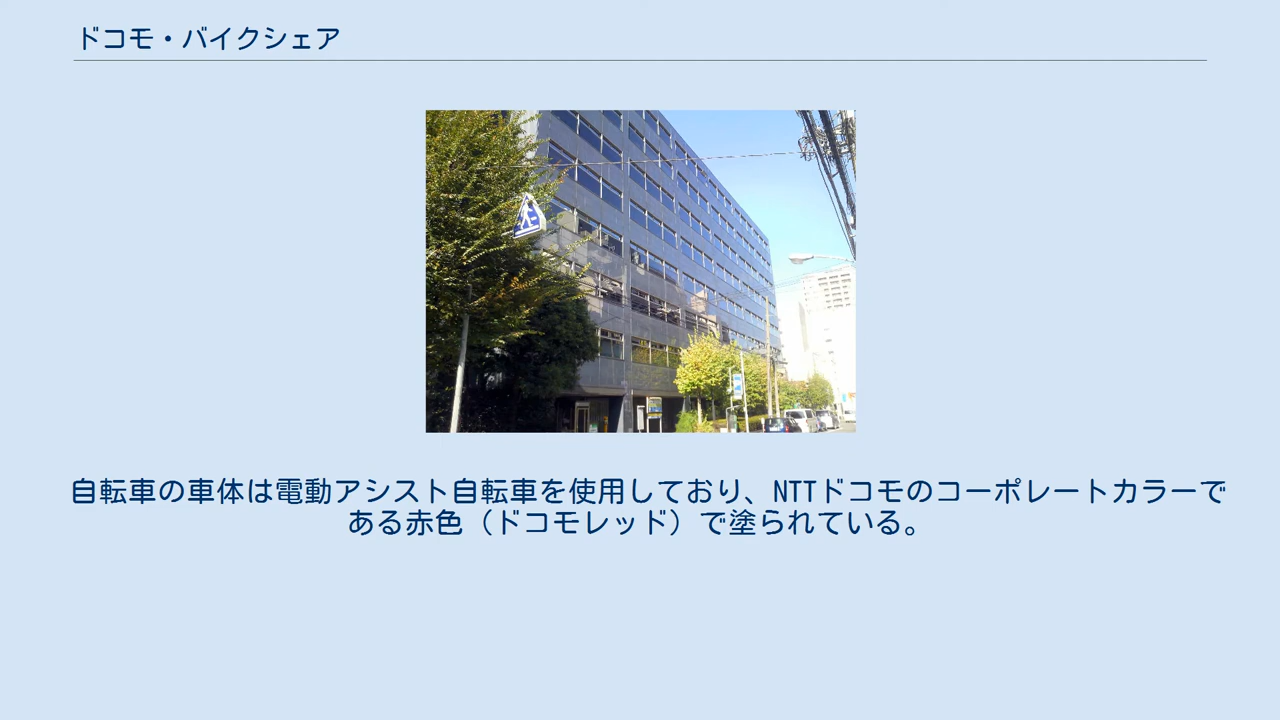 ドコモ・バイクシェア
自転車の車体は電動アシスト自転車を使用しており、NTTドコモのコーポレートカラーで
ある赤色（ドコモレッド）で塗られている。